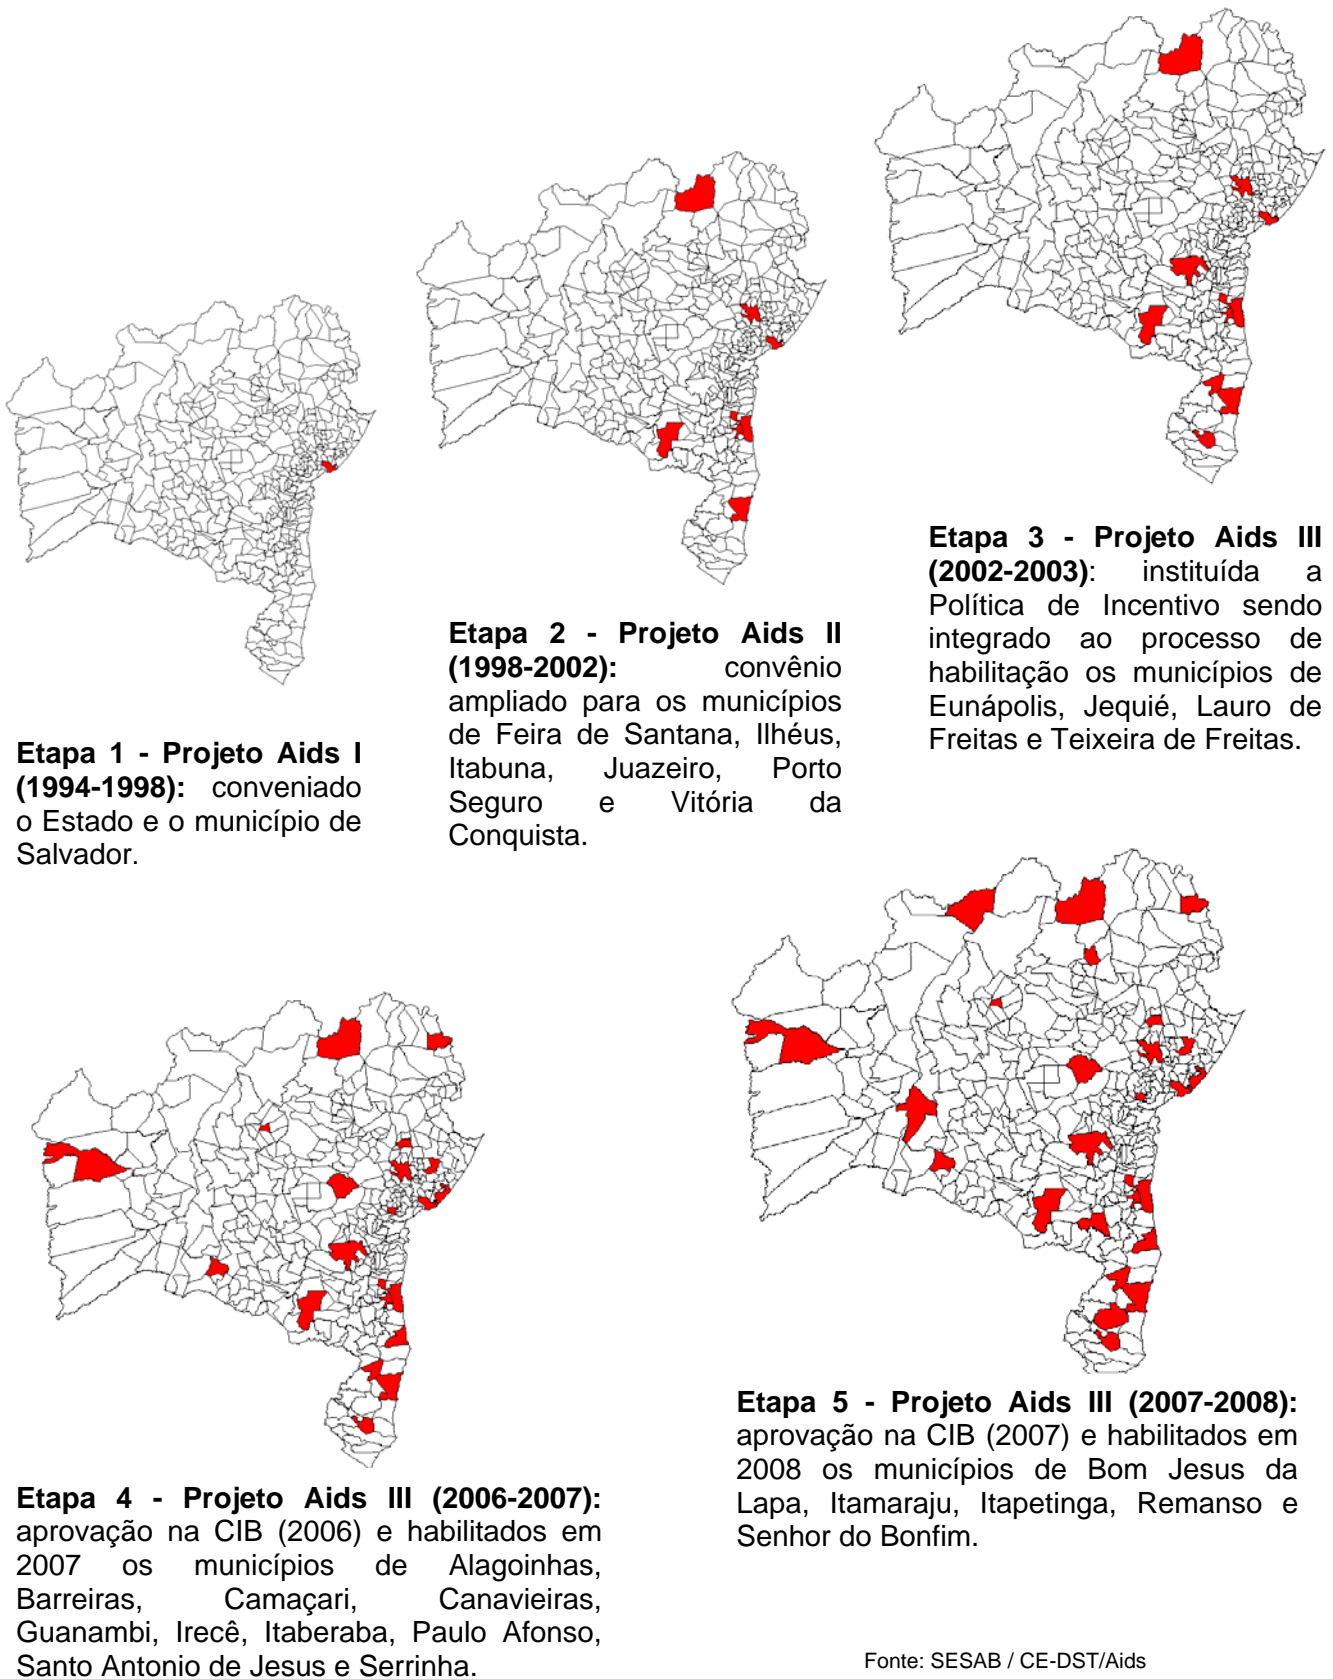 Etapa 1 - Projeto Aids I
(1994-1998): conveniado
o Estado e o município de
Salvador.
Etapa 2 - Projeto Aids II
(1998-2002): convênio
ampliado para os municípios
de Feira de Santana, Ilhéus,
Itabuna, Juazeiro, Porto
Seguro e Vitória da
Conquista.
Etapa 3 - Projeto Aids III
(2002-2003): instituída a
Política de Incentivo sendo
integrado ao processo de
habilitação os municípios de
Eunápolis, Jequié, Lauro de
Freitas e Teixeira de Freitas.
Etapa 4 - Projeto Aids III (2006-2007):
aprovação na CIB (2006) e habilitados em
2007 os municípios de Alagoinhas,
Barreiras, Camaçari, Canavieiras,
Guanambi, Irecê, Itaberaba, Paulo Afonso,
Santo Antonio de Jesus e Serrinha.
Etapa 5 - Projeto Aids III (2007-2008):
aprovação na CIB (2007) e habilitados em
2008 os municípios de Bom Jesus da
Lapa, Itamaraju, Itapetinga, Remanso e
Senhor do Bonfim.
Fonte: SESAB / CE-DST/Aids